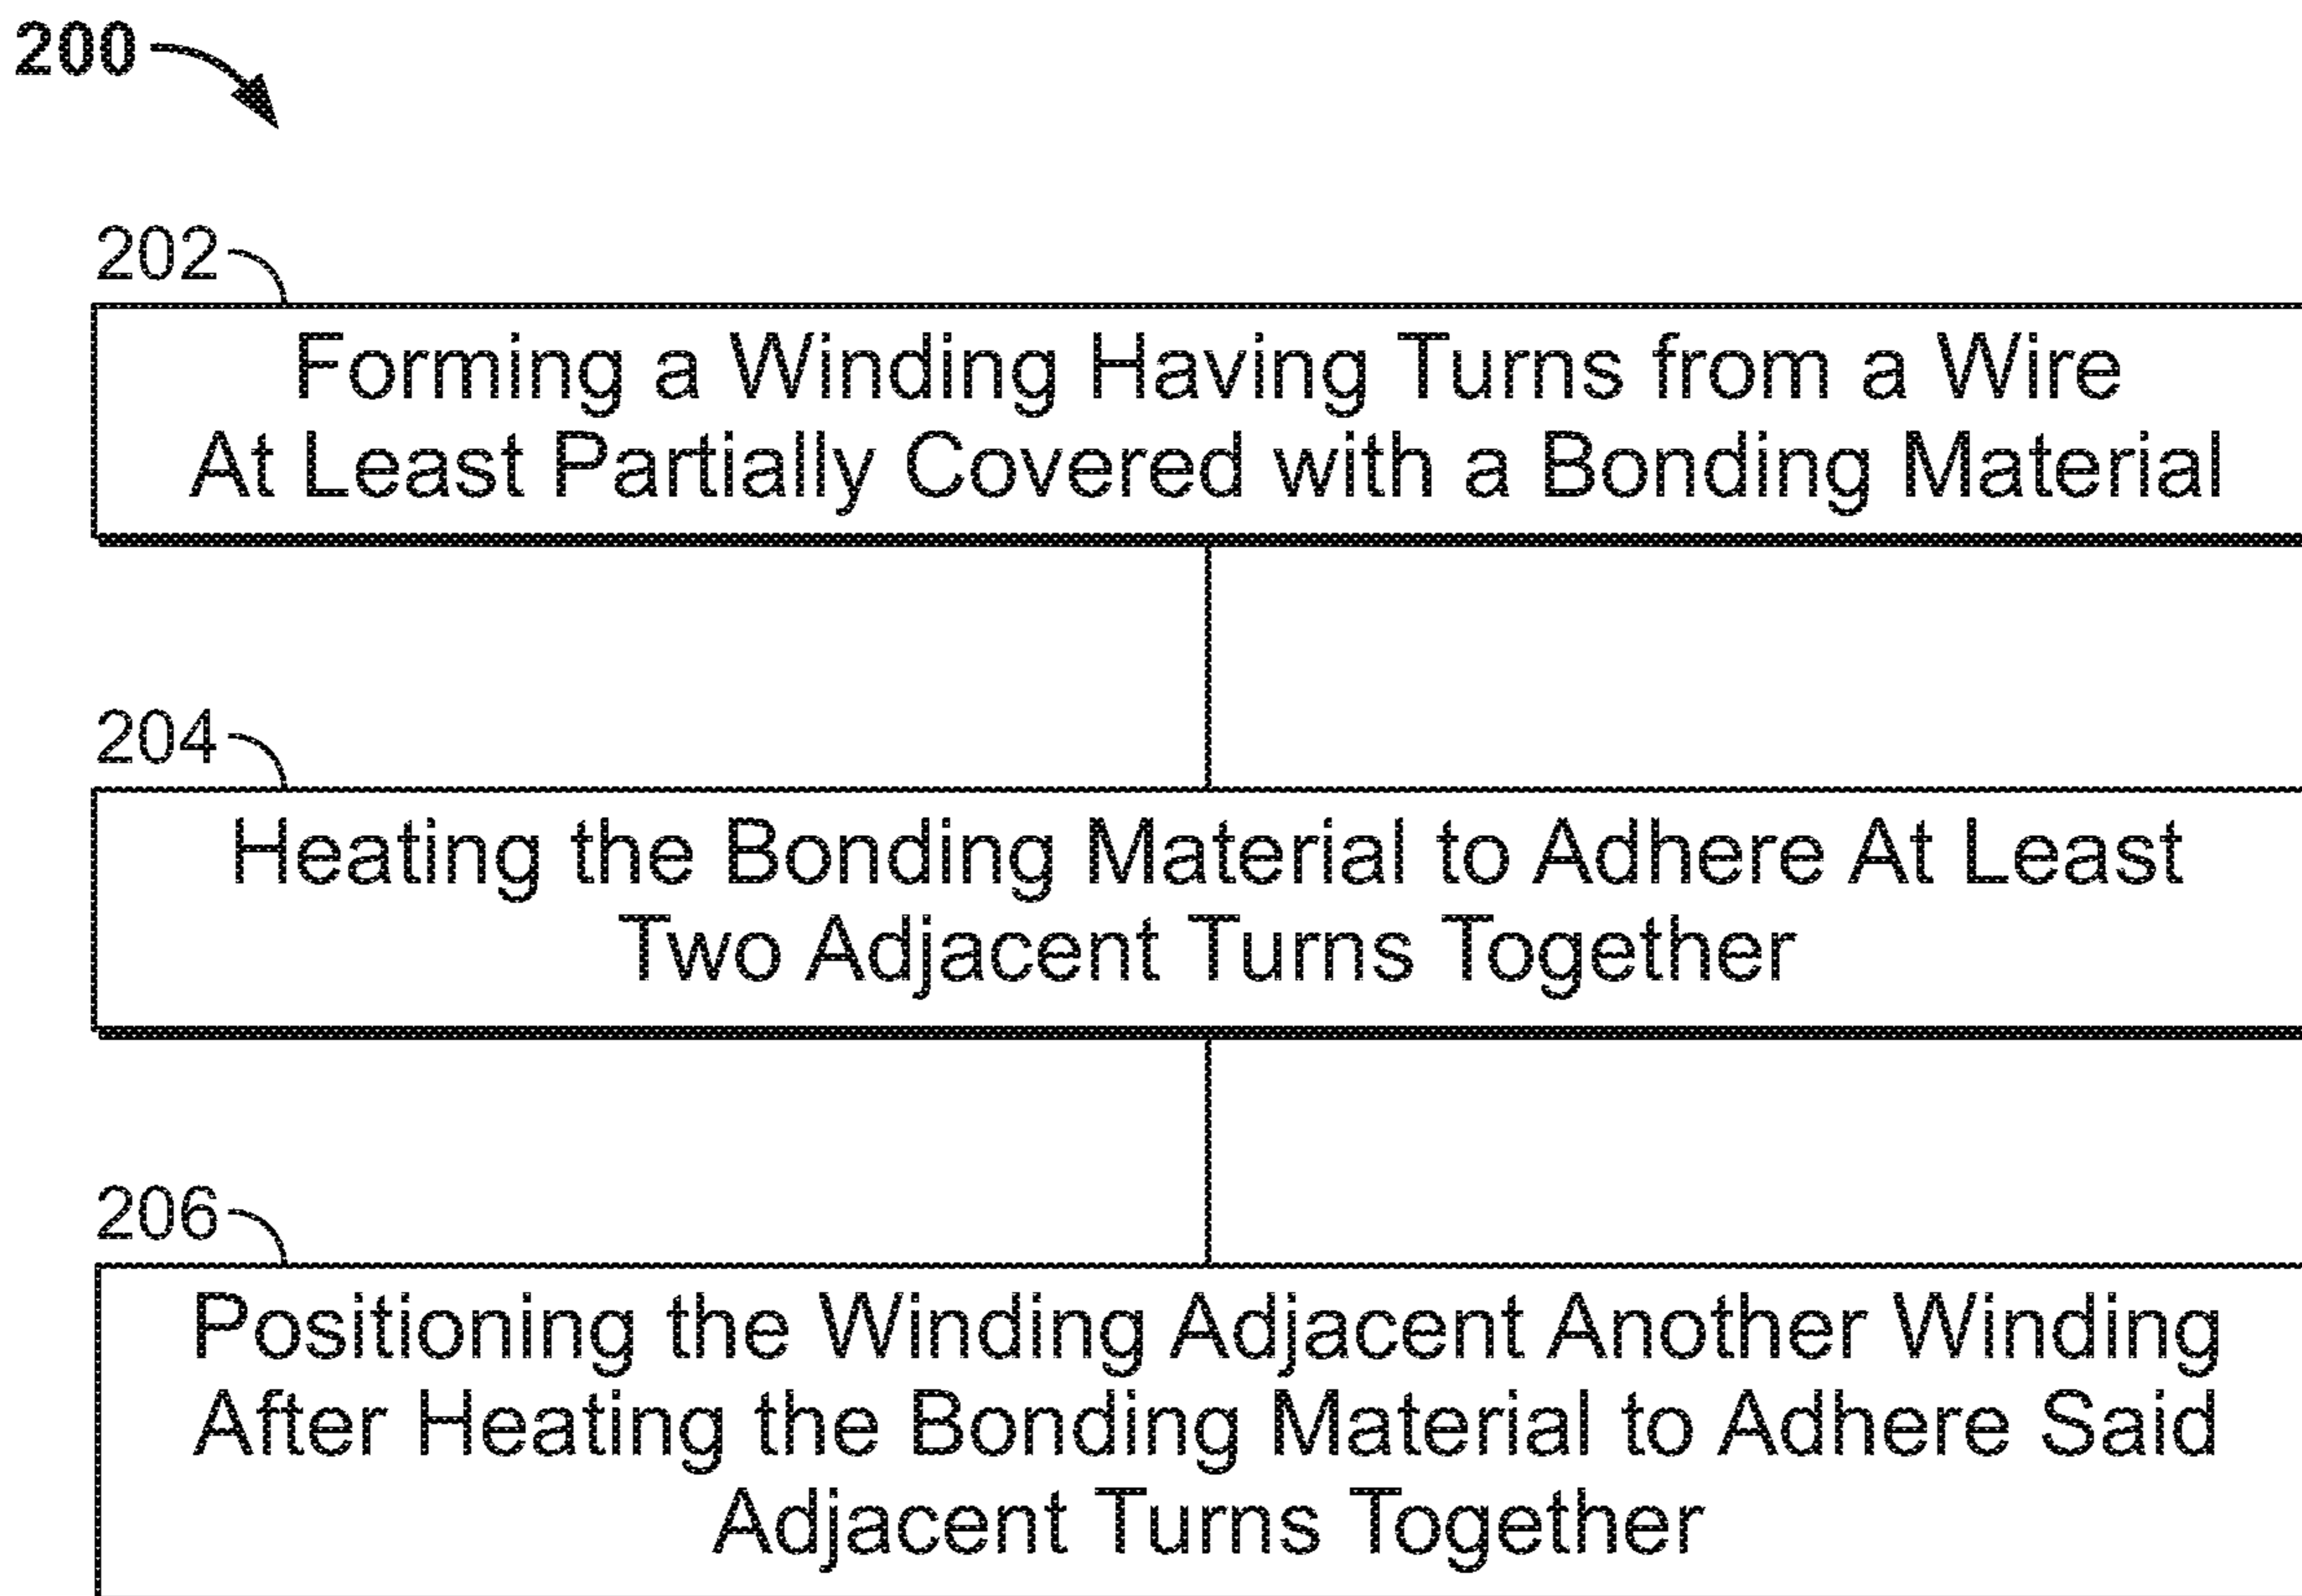 200
202
Forming a Winding Having Turns from a Wire
At Least Partially Covered with a Bonding Material
204
Heating the Bonding Material to Adhere At Least
Two Adjacent Turns Together
206
Positioning the Winding Adjacent Another Winding
After Heating the Bonding Material to Adhere Said
Adjacent Turns Together